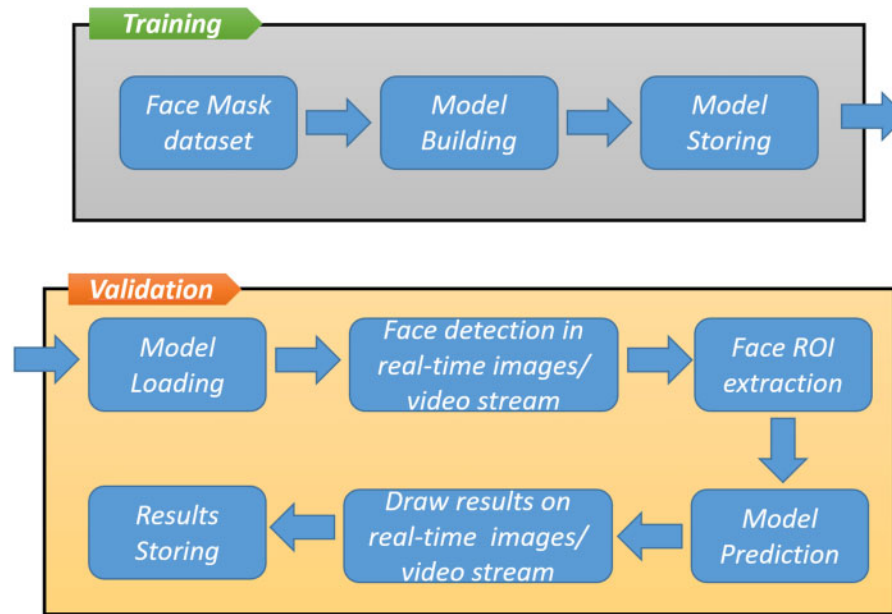 Training
Face Mask
dataset
Model
Building
Model
Storing
Validation
Model
Loading
Face detection in
real-time images/
video stream
Face ROI
extraction
Results
Storing
Draw results on
real-time images/
video stream
Model
Prediction